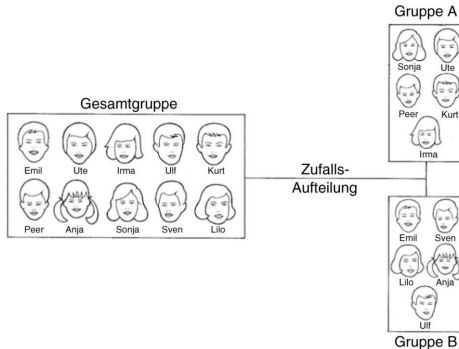 Gruppe A
Sonja Ute
Peer Kurt
Irma
Gesamtgruppe
Emil Ute Irma Ulf Kurt
Peer Anja Sonja Sven Lilo
Zufalls-
Aufteilung
Emil Sven
Lilo Anja
Ulf
Gruppe B